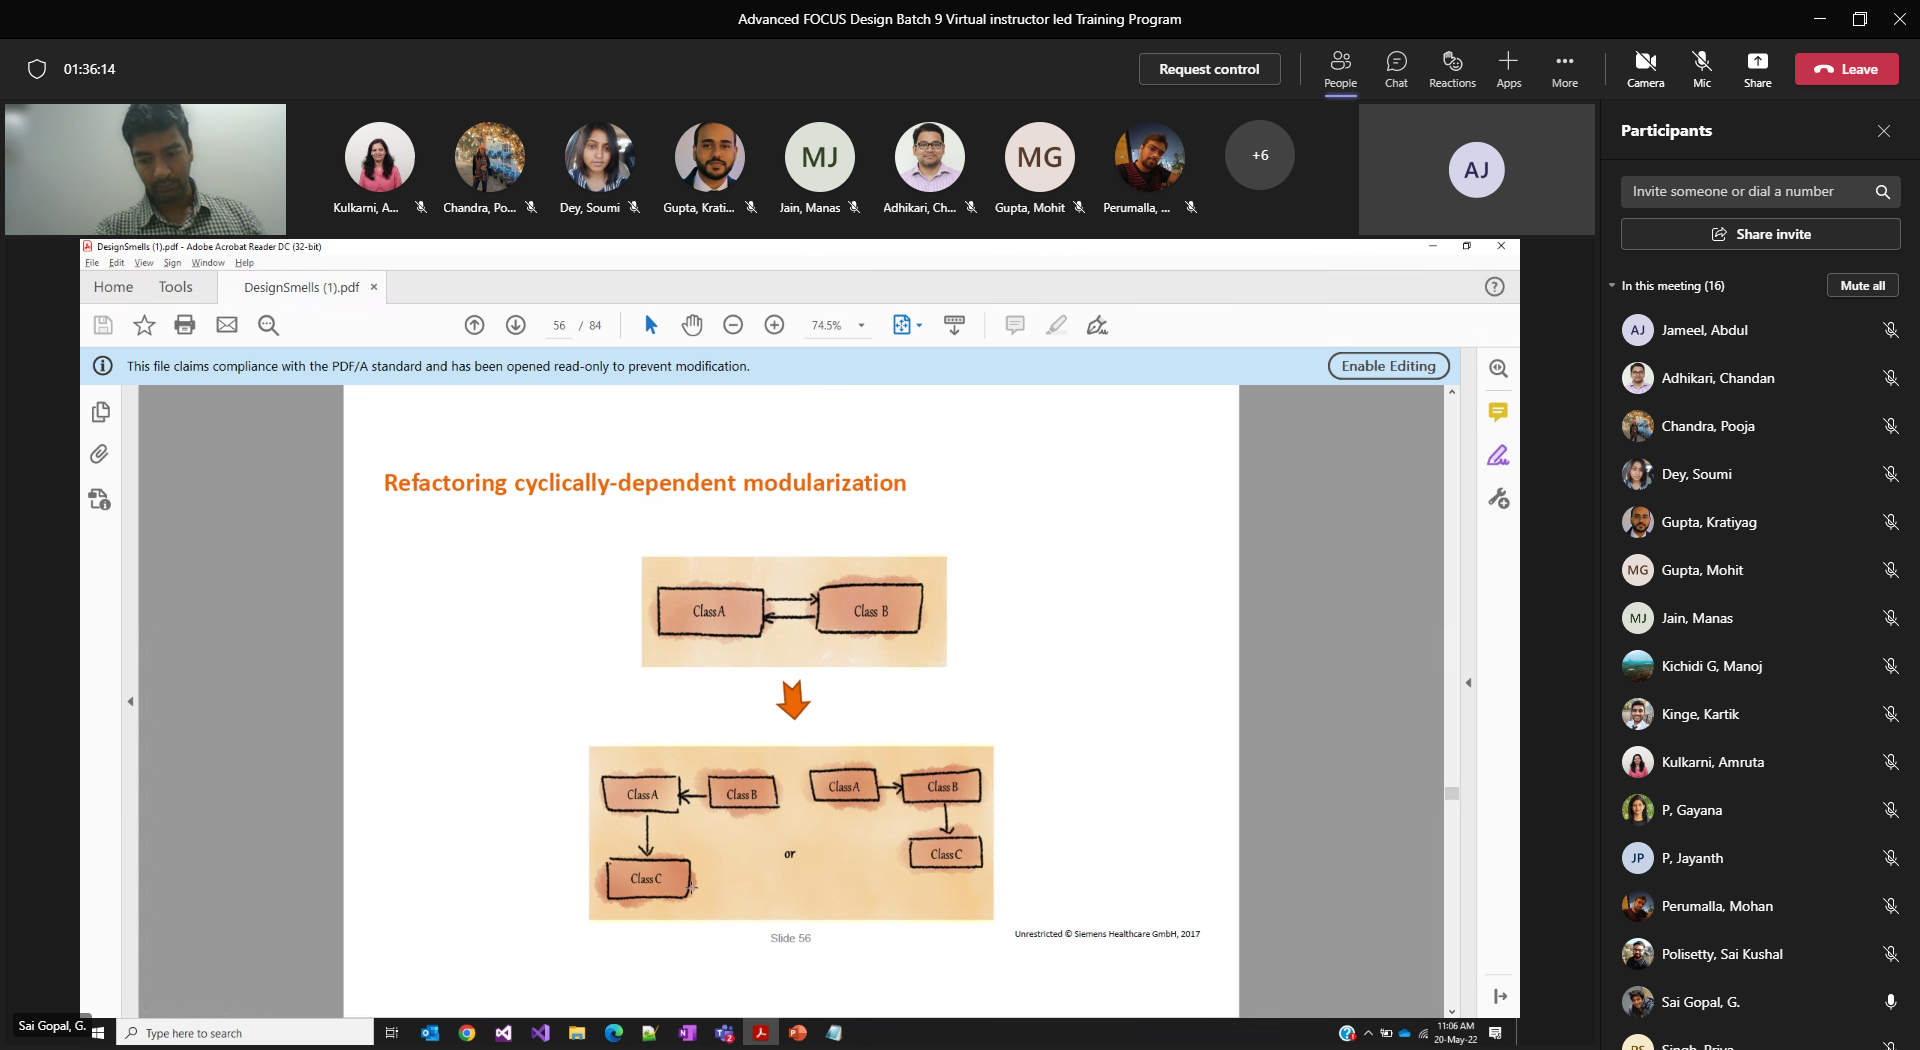 Advanced FOCUS Design Batch 9 Virtual instructor led Training Program
01:36:14
Request control
People
Chat
Reactions
Apps
More
Camera
Mic
Share
Leave
MJ
MG
+6
AJ
Kulkarni, A...
Chandra, Po...
Dey, Soumi
Gupta, Krati...
Jain, Manas
Adhikari, Ch...
Gupta, Mohit
Perumalla, ...
Participants
Invite someone or dial a number
Share invite
In this meeting (16)
Mute all
AJ Jameel, Abdul
Adhikari, Chandan
Chandra, Pooja
Dey, Soumi
Gupta, Kratiyag
MG Gupta, Mohit
MJ Jain, Manas
Kichidi G, Manoj
Kinge, Kartik
Kulkarni, Amruta
P, Gayana
JP P, Jayanth
Perumalla, Mohan
Polisetty, Sai Kushal
Sai Gopal, G.
DesignSmells (1).pdf - Adobe Acrobat Reader DC (32-bit)
File Edit View Sign Window Help
Home Tools DesignSmells (1).pdf
56 / 84
74.5%
This file claims compliance with the PDF/A standard and has been opened read-only to prevent modification.
Enable Editing
Refactoring cyclically-dependent modularization
Class A
Class B
Class A
Class B
Class A
Class B
or
Class C
Class C
Slide 56
Unrestricted © Siemens Healthcare GmbH, 2017
Sai Gopal, G.
Type here to search
11:06 AM
20-May-22